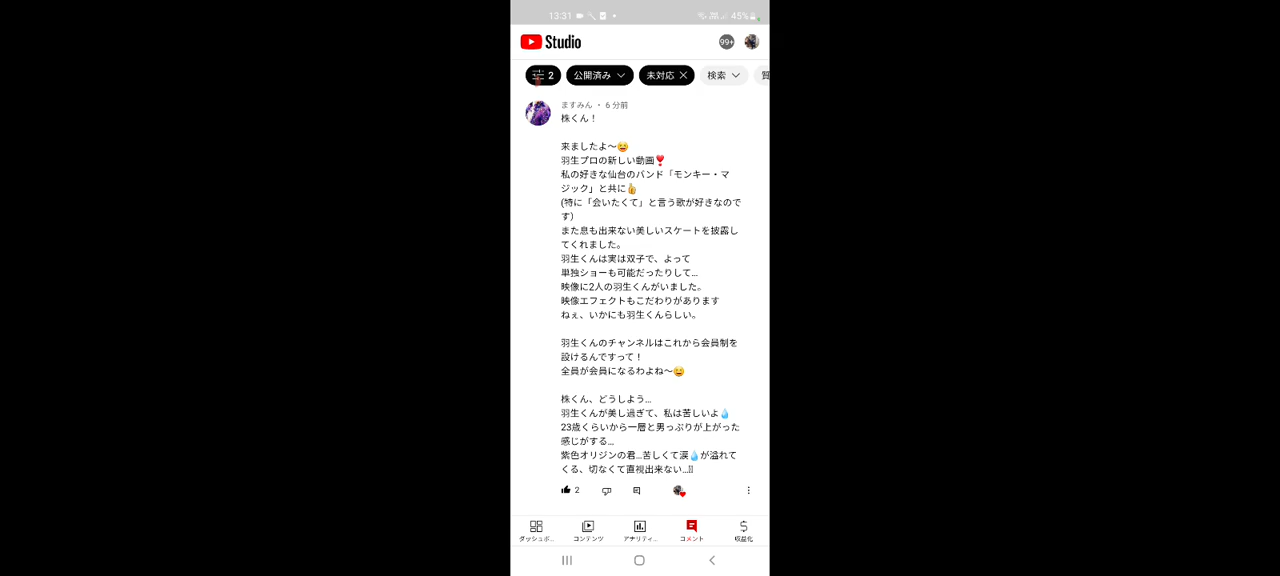 13:31
45%
Studio
99+
2 公開済み 未対応 検索
ますみん ・ 6 分前
株くん！
来ましたよ〜😅
羽生プロの新しい動画❣️
私の好きな仙台のバンド「モンキー・マ
ジック」と共に👍
(特に「会いたくて」と言う歌が好きなので
す)
また息も出来ない美しいスケートを披露し
てくれました。
羽生くんは実は双子で、よって
単独ショーも可能だったりして…
映像に2人の羽生くんがいました。
映像エフェクトもこだわりがあります
ねぇ、いかにも羽生くんらしい。
羽生くんのチャンネルはこれから会員制を
設けるんですって！
全員が会員になるわよね〜😅
株くん、どうしよう…
羽生くんが美し過ぎて、私は苦しいよ💧
23歳くらいから一層と男っぷりが上がった
感じがする…
紫色オリジンの君…苦しくて涙💧が溢れて
くる、切なくて直視出来ない…]]
2
ダッシュボ… コンテンツ アナリティ… コメント 収益化